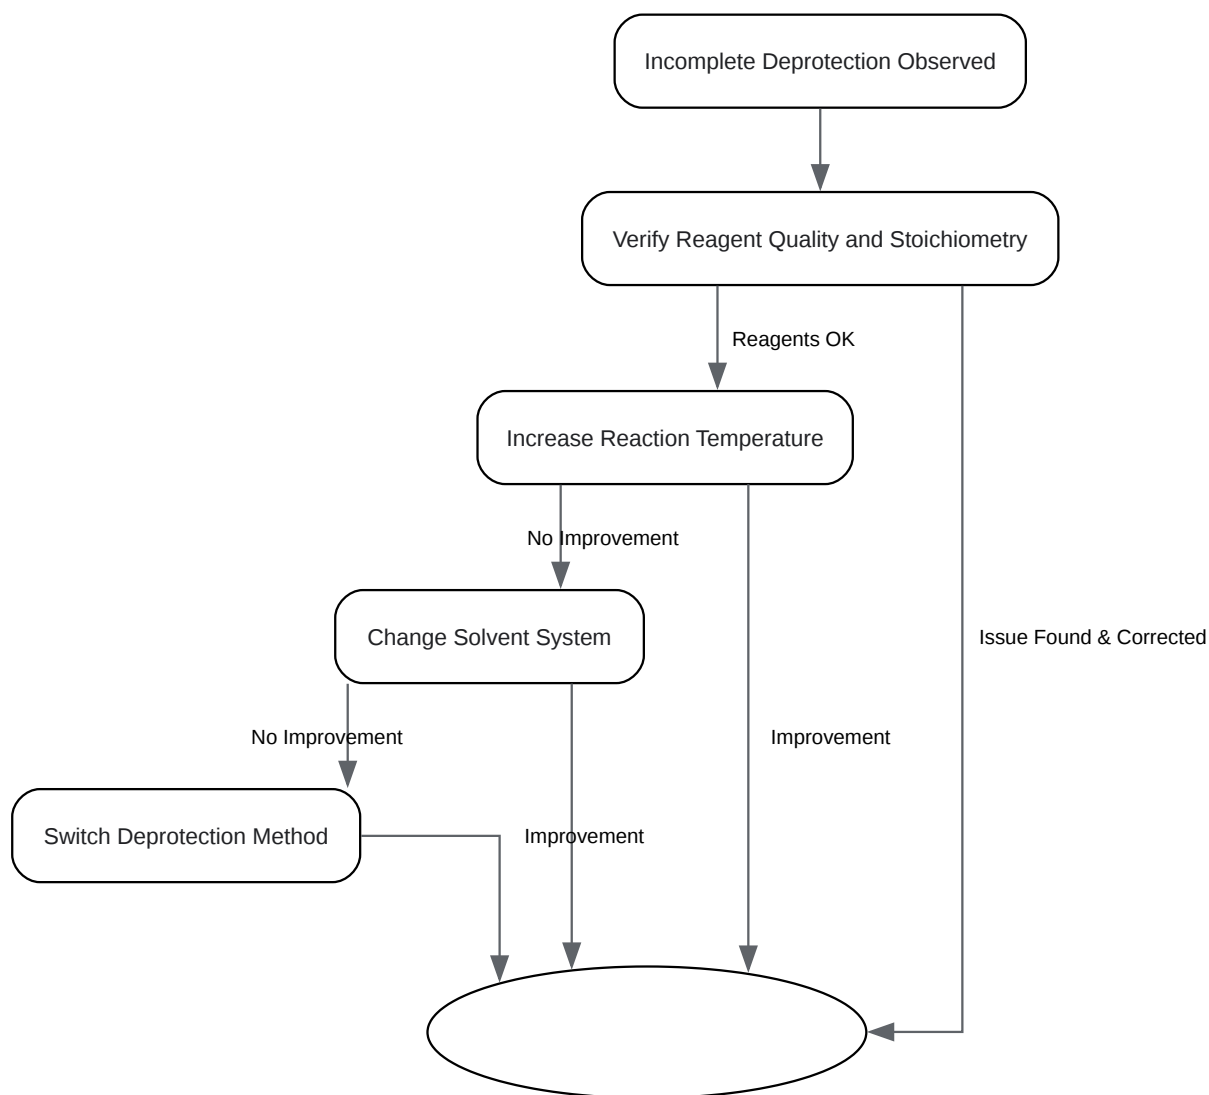 Incomplete Deprotection Observed
Verify Reagent Quality and Stoichiometry
Reagents OK
Increase Reaction Temperature
No Improvement
Change Solvent System
Issue Found & Corrected
No Improvement
Improvement
Switch Deprotection Method
Improvement